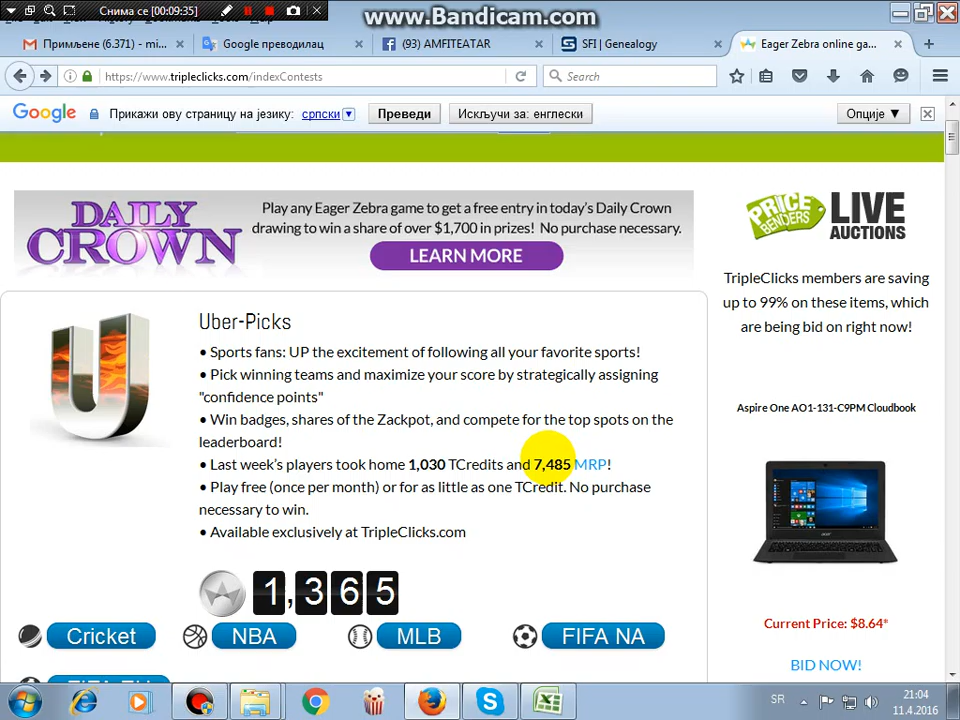 www.Bandicam.com
Снима се [00:09:35]
Примљене (6.371) - mi...
Google преводилац
(93) AMFITEATAR
SFI | Genealogy
Eager Zebra online ga...
https://www.tripleclicks.com/indexContests
Search
Google Прикажи ову страницу на језику: српски Преведи Искључи за: енглески Опције ▼
DAILY CROWN
Play any Eager Zebra game to get a free entry in today's Daily Crown
drawing to win a share of over $1,700 in prizes! No purchase necessary.
LEARN MORE
PRICE BENDERS LIVE AUCTIONS
TripleClicks members are saving
up to 99% on these items, which
are being bid on right now!
Aspire One AO1-131-C9PM Cloudbook
acer
Current Price: $8.64*
BID NOW!
Uber-Picks
• Sports fans: UP the excitement of following all your favorite sports!
• Pick winning teams and maximize your score by strategically assigning
"confidence points"
• Win badges, shares of the Zackpot, and compete for the top spots on the
leaderboard!
• Last week's players took home 1,030 TCredits and 7,485 MRP!
• Play free (once per month) or for as little as one TCredit. No purchase
necessary to win.
• Available exclusively at TripleClicks.com
1,365
Cricket
NBA
MLB
FIFA NA
SR
21:04
11.4.2016